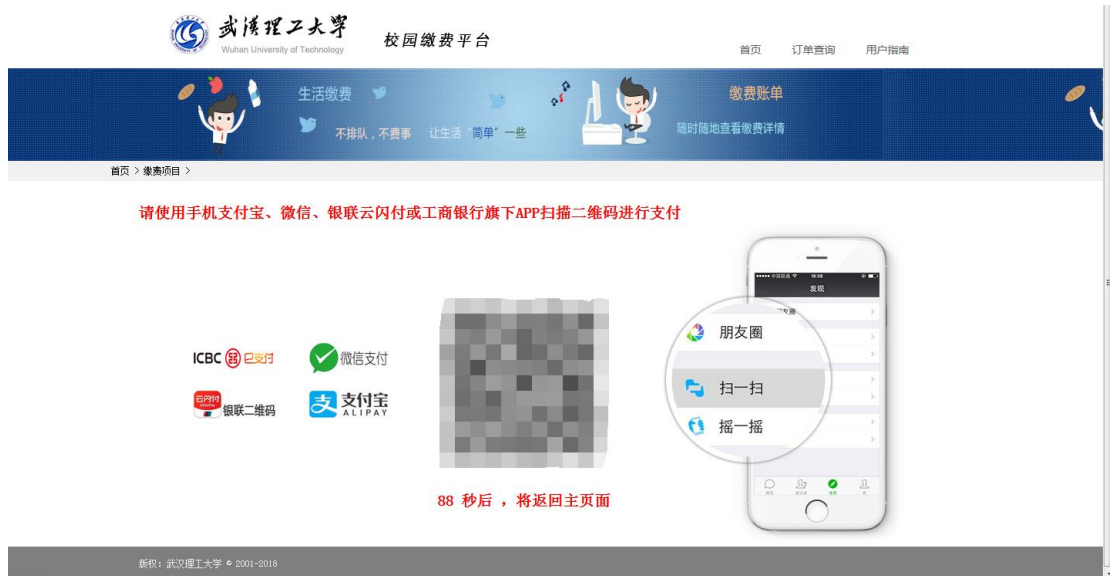 武汉理工大学
Wuhan University of Technology
校园缴费平台
首页 订单查询 用户指南
生活缴费
不排队，不费事 让生活“简单”一些
缴费账单
随时随地查看缴费详情
首页 > 缴费项目 >
请使用手机支付宝、微信、银联云闪付或工商银行旗下APP扫描二维码进行支付
发现
朋友圈
扫一扫
摇一摇
ICBC e支付
微信支付
云闪付
银联二维码
支付宝
ALIPAY
88 秒后 ，将返回主页面
版权：武汉理工大学 © 2001-2018